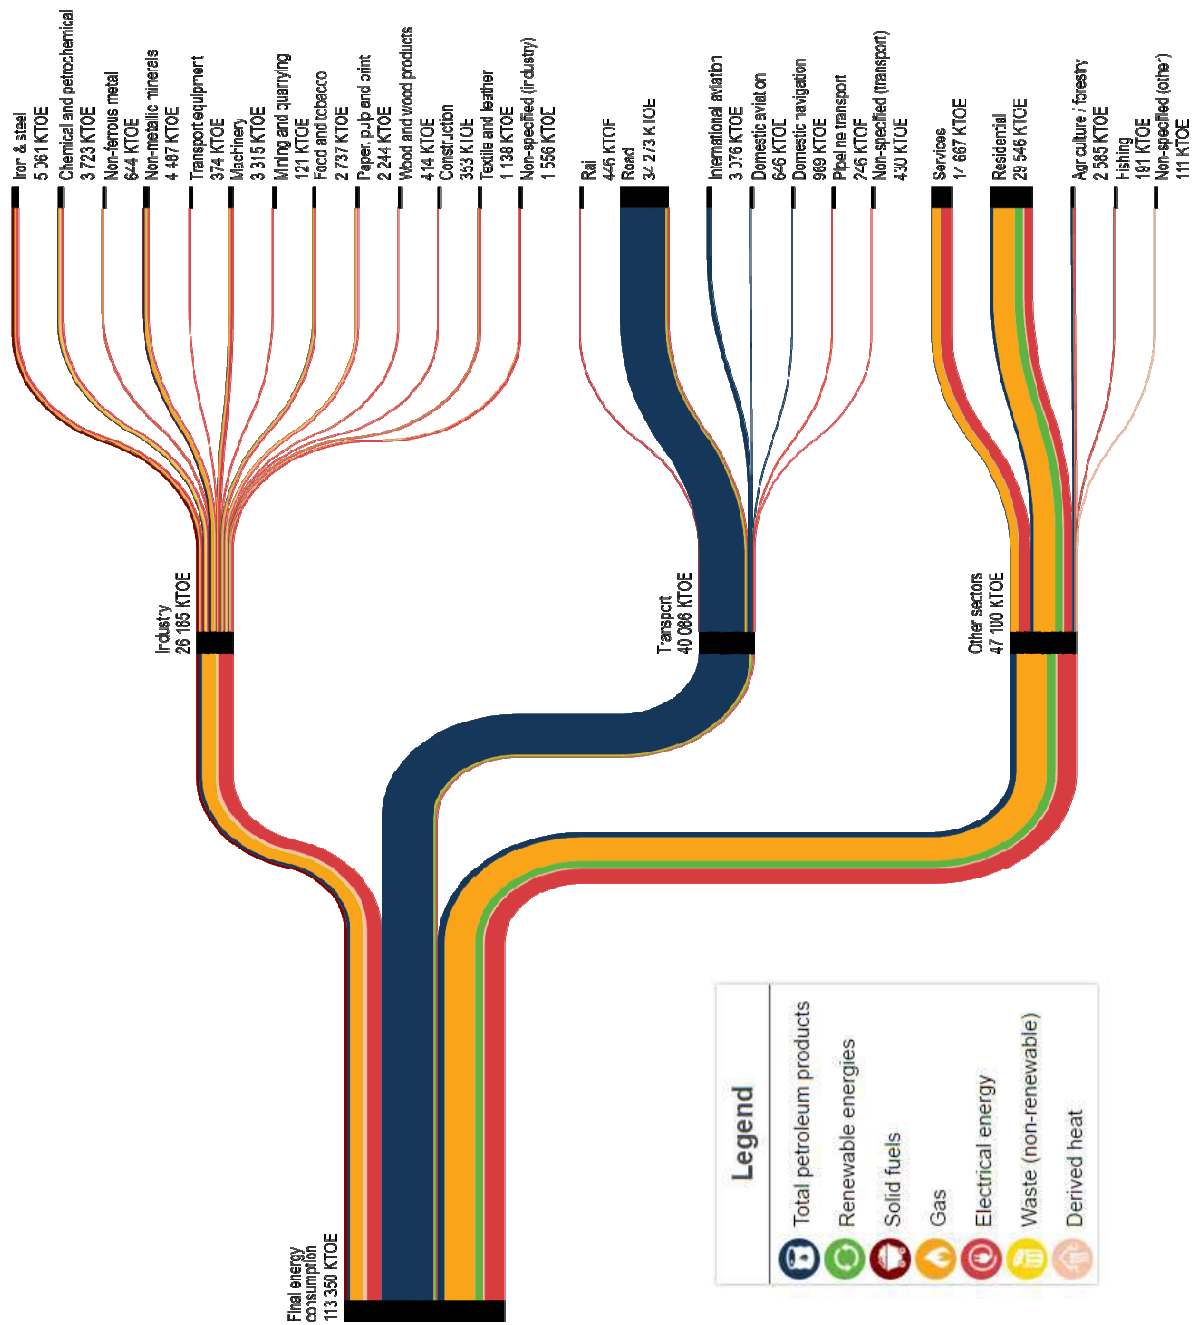 Final energy
consumption
113 350 KTOE
Industry
26 165 KTOE
Transport
40 086 KTOE
Other sectors
47 100 KTOE
Iron & steel
5 061 KTOE
Chemical and petrochemical
3 723 KTOE
Non-ferrous metal
644 KTOE
Non-metallic minerals
4 487 KTOE
Transport equipment
374 KTOE
Machinery
3 315 KTOE
Mining and quarrying
121 KTOE
Food and tobacco
2 737 KTOE
Paper, pulp and print
2 244 KTOE
Wood and wood products
414 KTOE
Construction
353 KTOE
Textile and leather
1 138 KTOE
Non-specified (industry)
1 556 KTOE
Rail
446 KTOE
Road
34 273 KTOE
International aviation
3 076 KTOE
Domestic aviation
646 KTOE
Domestic navigation
969 KTOE
Pipeline transport
246 KTOE
Non-specified (transport)
430 KTOE
Services
14 667 KTOE
Residential
29 546 KTOE
Agriculture / forestry
2 585 KTOE
Fishing
191 KTOE
Non-specified (other)
111 KTOE
Legend
Total petroleum products
Renewable energies
Solid fuels
Gas
Electrical energy
Waste (non-renewable)
Derived heat